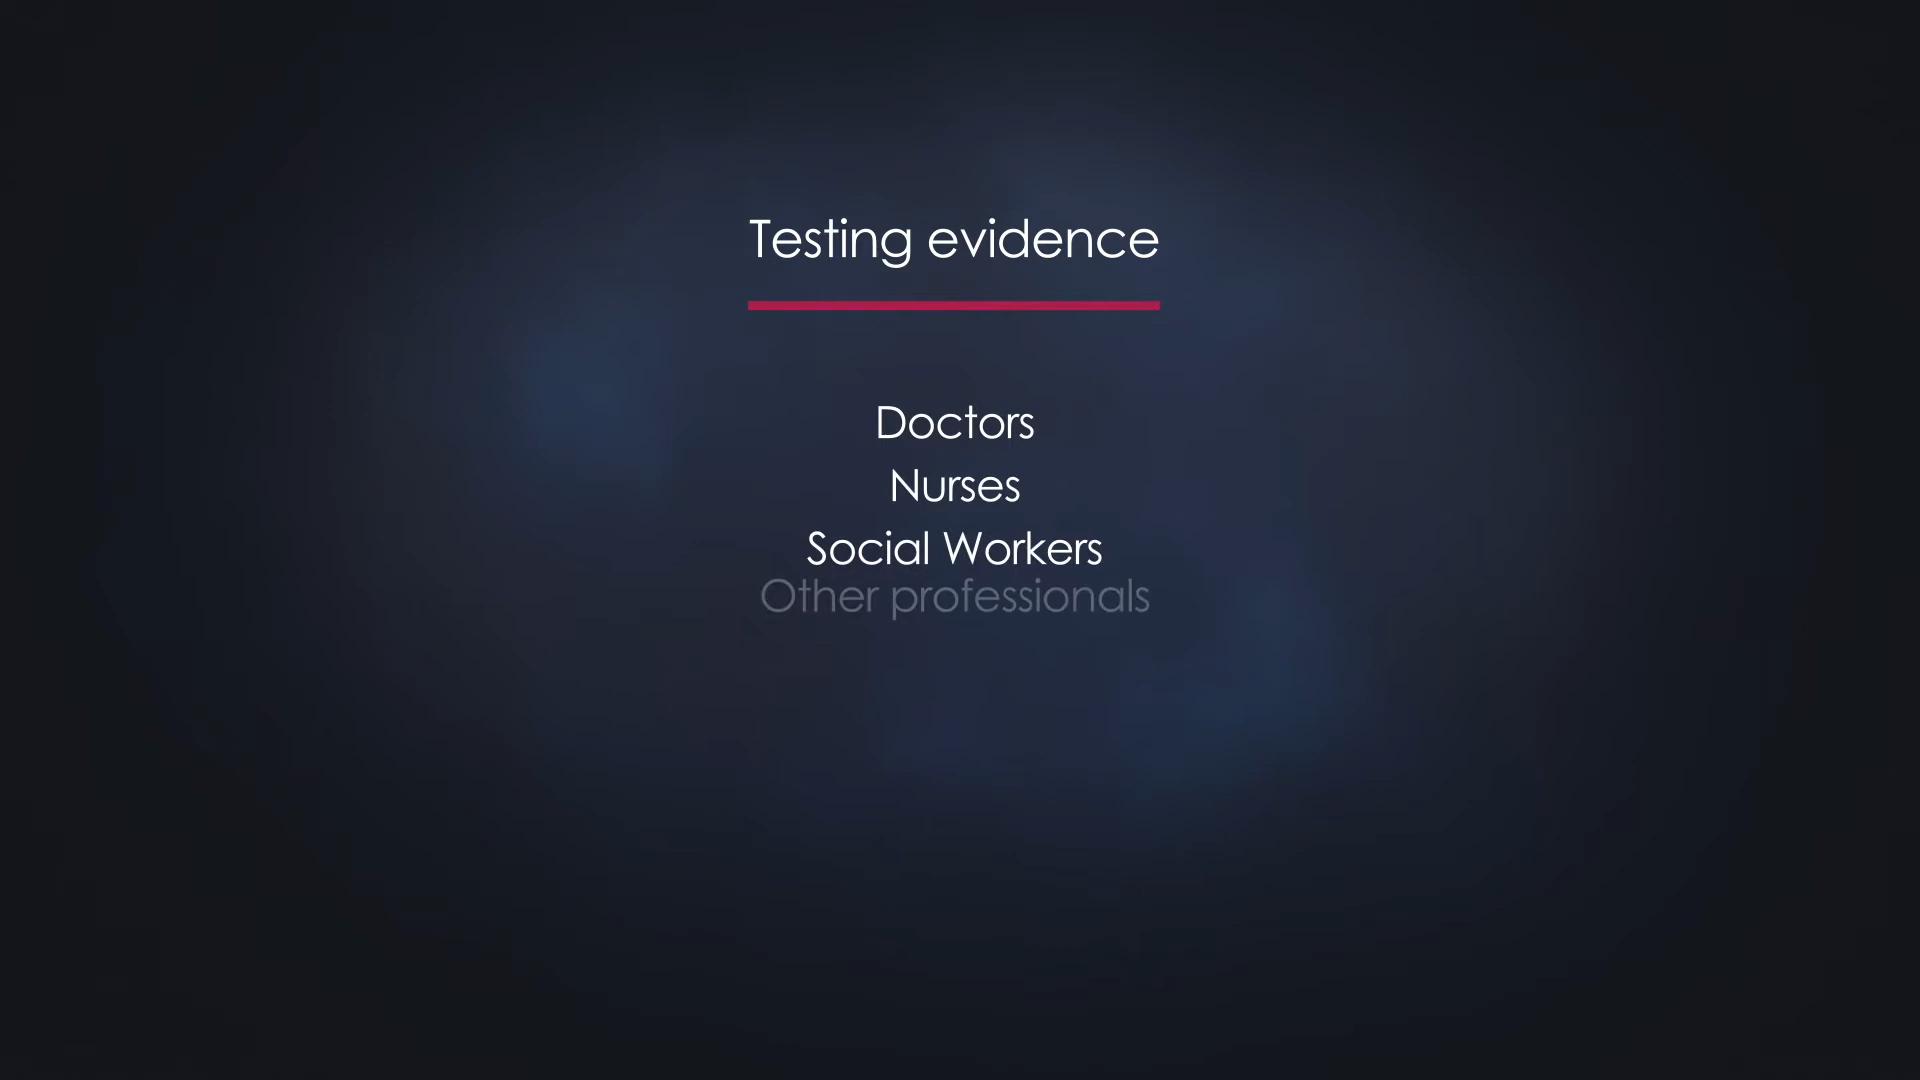 Testing evidence
Doctors
Nurses
Social Workers
Other professionals